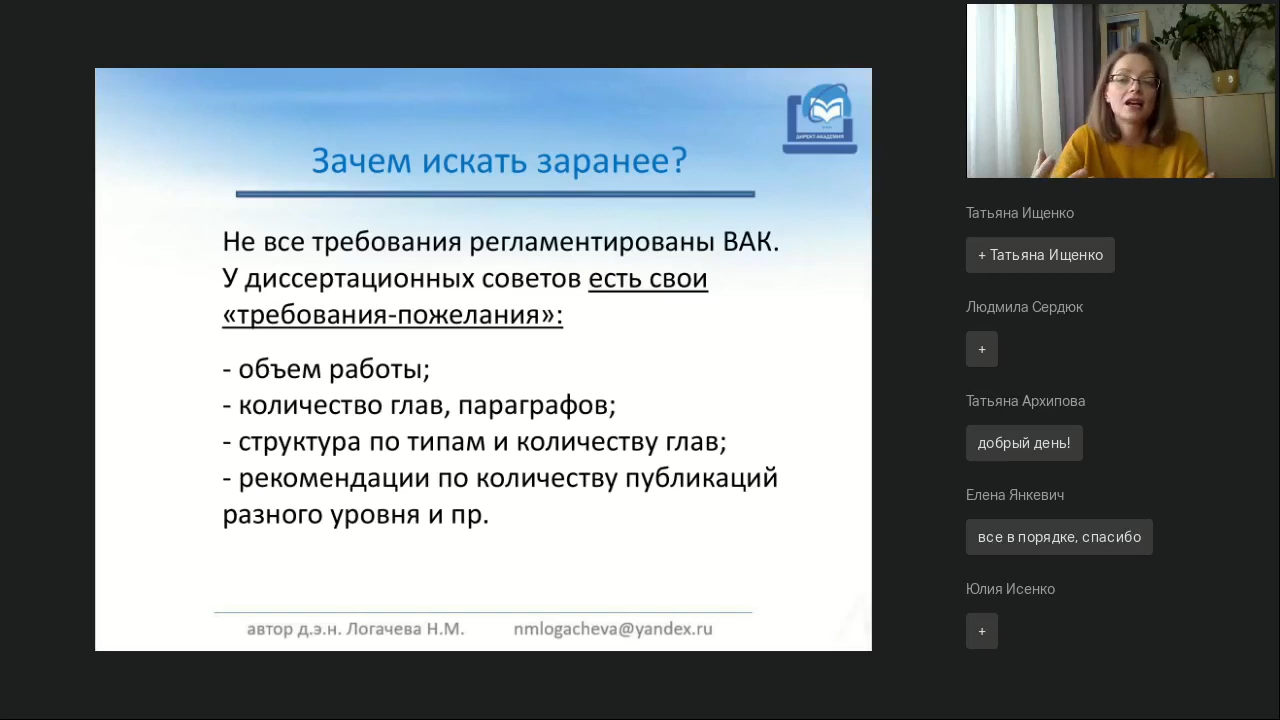 ДИРЕКТ-АКАДЕМИЯ
Зачем искать заранее?
Не все требования регламентированы ВАК.
У диссертационных советов есть свои
«требования-пожелания»:
- объем работы;
- количество глав, параграфов;
- структура по типам и количеству глав;
- рекомендации по количеству публикаций
разного уровня и пр.
автор д.э.н. Логачева Н.М. nmlogacheva@yandex.ru
Татьяна Ищенко
+ Татьяна Ищенко
Людмила Сердюк
+
Татьяна Архипова
добрый день!
Елена Янкевич
все в порядке, спасибо
Юлия Исенко
+